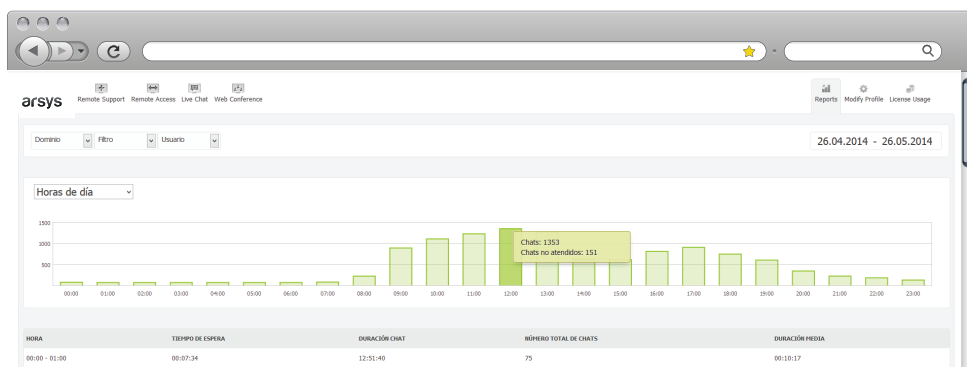 arsys
Remote Support Remote Access Live Chat Web Conference
Reports Modify Profile License Usage
Dominio Filtro Usuario
26.04.2014 - 26.05.2014
Horas de día
1500
1000
500
Chats: 1353
Chats no atendidos: 151
00:00 01:00 02:00 03:00 04:00 05:00 06:00 07:00 08:00 09:00 10:00 11:00 12:00 13:00 14:00 15:00 16:00 17:00 18:00 19:00 20:00 21:00 22:00 23:00
HORA TIEMPO DE ESPERA DURACIÓN CHAT NÚMERO TOTAL DE CHATS DURACIÓN MEDIA
00:00 - 01:00 00:07:34 12:51:40 75 00:10:17